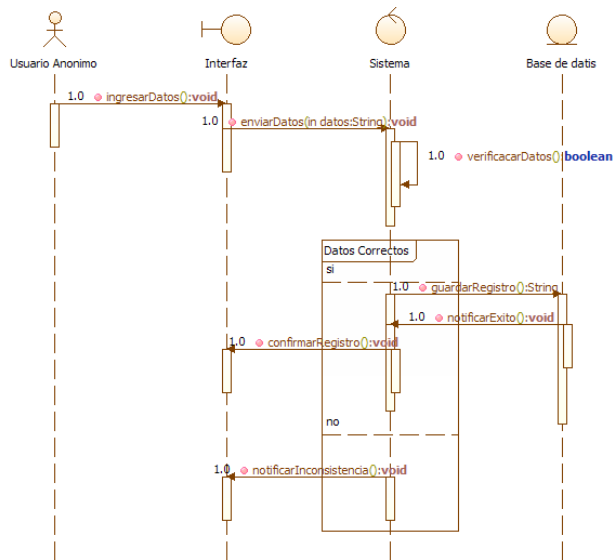 Usuario Anonimo
Interfaz
Sistema
Base de datis
1.0 ingresarDatos():void
1.0 enviarDatos(in datos:String):void
1.0 verificacarDatos():boolean
Datos Correctos
si
1.0 guardarRegistro():String
1.0 notificarExito():void
1.0 confirmarRegistro():void
no
1.0 notificarInconsistencia():void